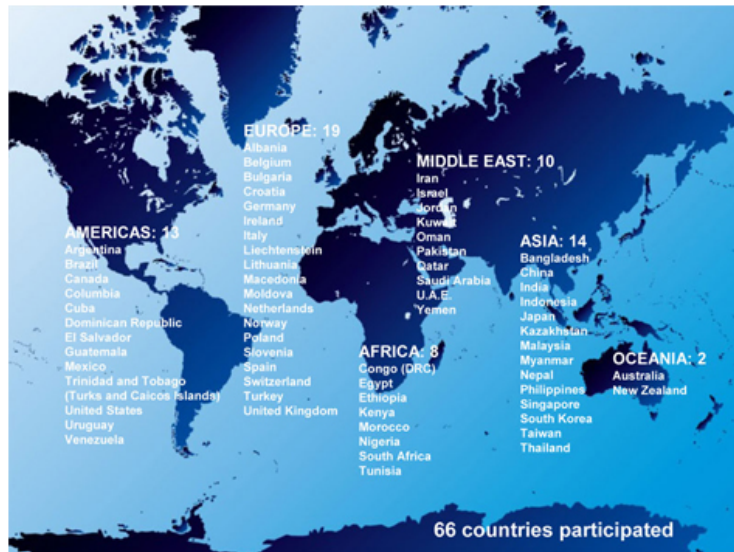 EUROPE: 19
Albania
Belgium
Bulgaria
Croatia
Germany
Ireland
Italy
Liechtenstein
Lithuania
Macedonia
Moldova
Netherlands
Norway
Poland
Slovenia
Spain
Switzerland
Turkey
United Kingdom
MIDDLE EAST: 10
Iran
Israel
Jordan
Kuwait
Oman
Pakistan
Qatar
Saudi Arabia
U.A.E.
Yemen
AMERICAS: 13
Argentina
Brazil
Canada
Columbia
Cuba
Dominican Republic
El Salvador
Guatemala
Mexico
Trinidad and Tobago
(Turks and Caicos Islands)
United States
Uruguay
Venezuela
ASIA: 14
Bangladesh
China
India
Indonesia
Japan
Kazakhstan
Malaysia
Myanmar
Nepal
Philippines
Singapore
South Korea
Taiwan
Thailand
AFRICA: 8
Congo (DRC)
Egypt
Ethiopia
Kenya
Morocco
Nigeria
South Africa
Tunisia
OCEANIA: 2
Australia
New Zealand
66 countries participated